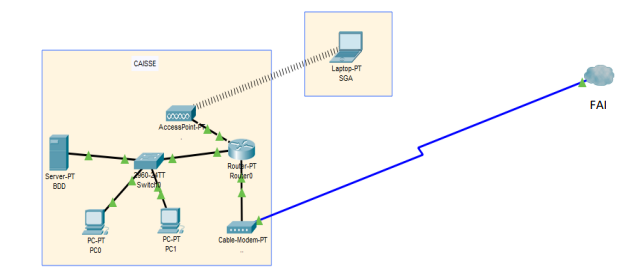 CAISSE
Laptop-PT
SGA
FAI
AccessPoint-PT
Server-PT
BDD
2960-24TT
Switch0
Router-PT
Router0
PC-PT
PC0
PC-PT
PC1
Cable-Modem-PT